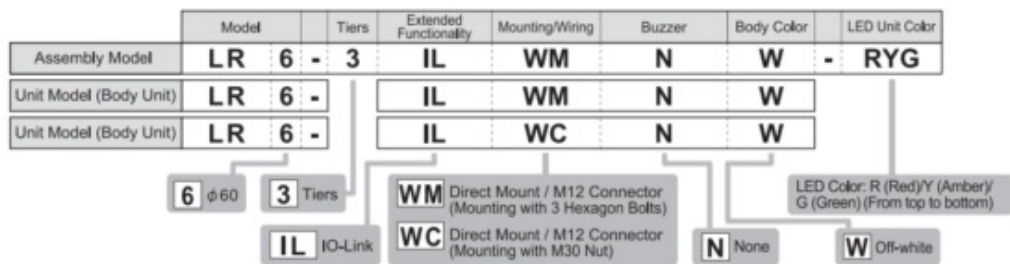 Model Tiers Extended Functionality Mounting/Wiring Buzzer Body Color LED Unit Color
Assembly Model LR 6 - 3 IL WM N W - RYG
Unit Model (Body Unit) LR 6 - IL WM N W
Unit Model (Body Unit) LR 6 - IL WC N W
6 ϕ60
3 Tiers
IL IO-Link
WM Direct Mount / M12 Connector
(Mounting with 3 Hexagon Bolts)
WC Direct Mount / M12 Connector
(Mounting with M30 Nut)
N None
LED Color: R (Red)/Y (Amber)/
G (Green) (From top to bottom)
W Off-white